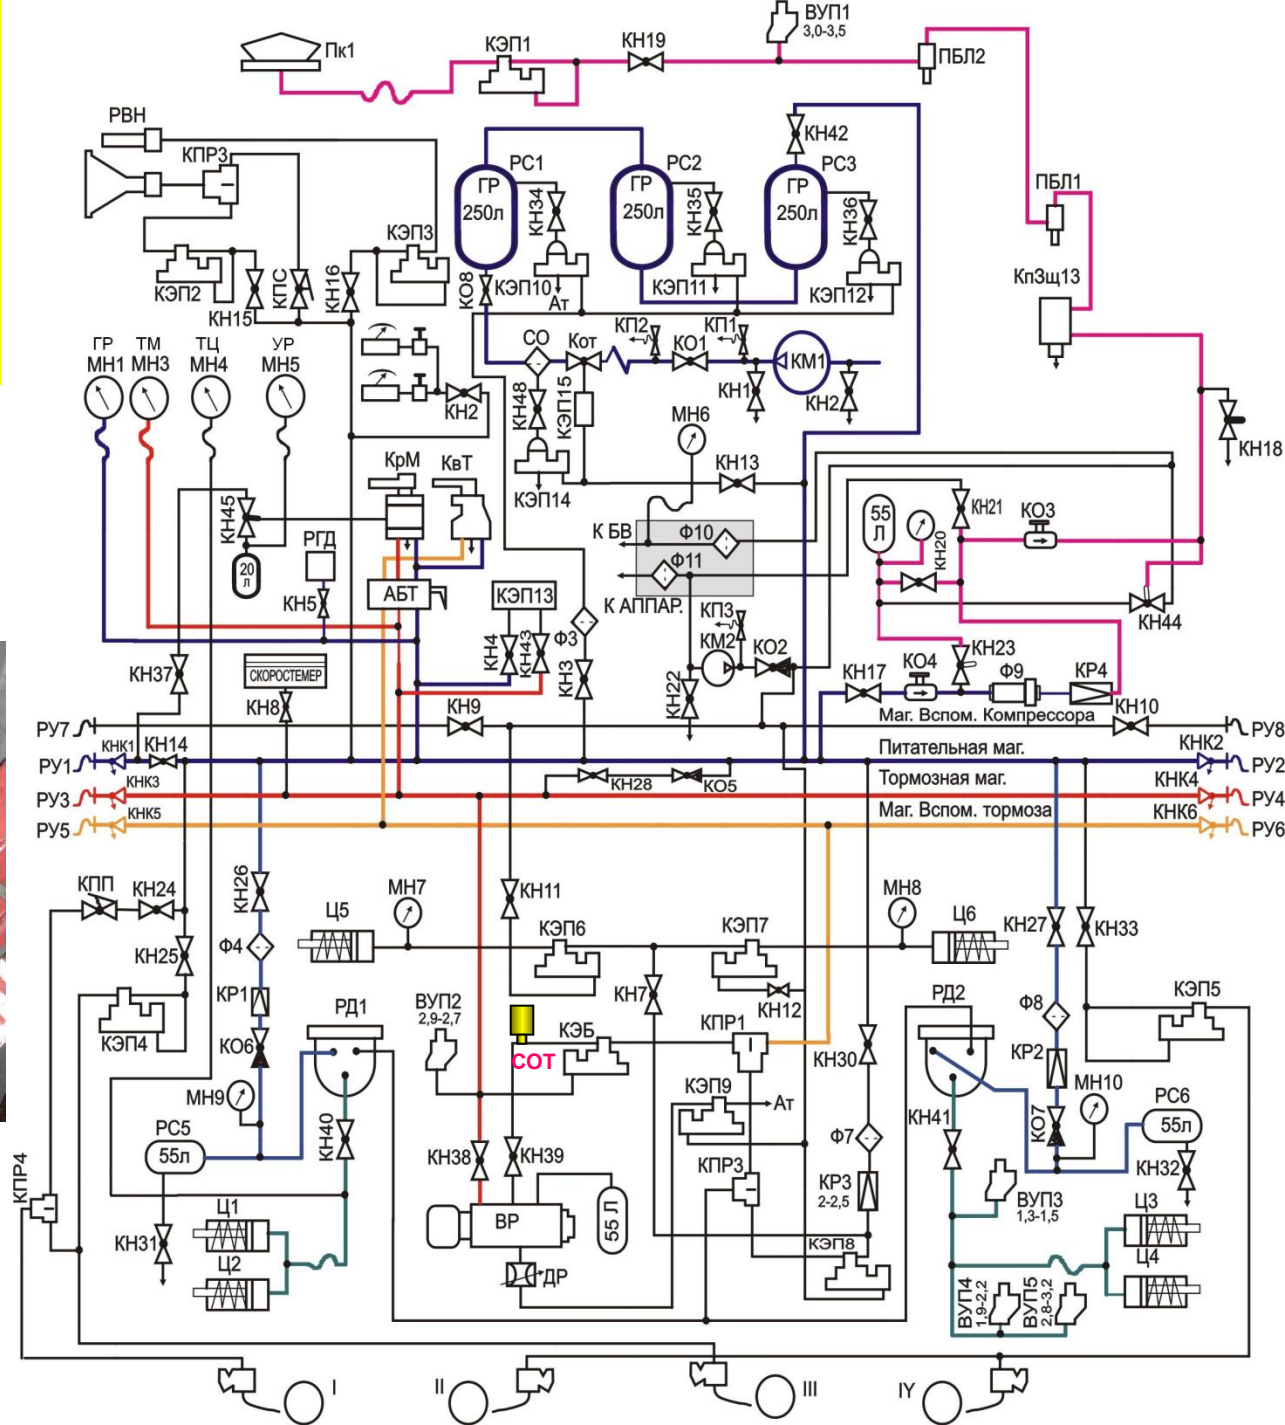 ВУП1
3,0-3,5
Пк1
КЭП1
КН19
ПБЛ2
РВН
КПР3
КН42
РС1
РС2
РС3
ГР
250л
ГР
250л
ГР
250л
КН34
КН35
КН36
ПБЛ1
КпЗщ13
КЭП3
КЭП2
КПС
КН16
КН15
КО8
КЭП10
Ат
КЭП11
КЭП12
ГР
МН1
ТМ
МН3
ТЦ
МН4
УР
МН5
СО
Кот
КП2
КО1
КП1
КМ1
КН2
КН48
КЭП15
КН1
КН2
МН6
КН18
КрМ
КвТ
КЭП14
КН13
КН45
20
л
РГД
К БВ
Ф10
Ф11
К АППАР.
55
Л
КН20
КН21
КО3
АБТ
КЭП13
КН5
КН4
КН43
Ф3
КН3
КП3
КМ2
КО2
КН44
КН23
КН37
СКОРОСТЕМЕР
КН8
КН22
КН17
КО4
Ф9
КР4
РУ7
КН9
Маг. Вспом. Компрессора
КН10
РУ8
РУ1
КНК1
КН14
Питательная маг.
КНК2
РУ2
РУ3
КНК3
КН28
КО5
Тормозная маг.
КНК4
РУ4
РУ5
КНК5
Маг. Вспом. тормоза
КНК6
РУ6
КПП
КН24
КН26
КН11
МН7
МН8
Ц5
КЭП6
КЭП7
Ц6
КН27
КН33
КН25
Ф4
КР1
КН7
КН12
КЭП4
КО6
РД1
ВУП2
2,9-2,7
СОТ
КЭБ
КПР1
КН30
РД2
Ф8
КР2
КЭП5
МН9
КЭП9
Ат
МН10
РС5
55л
КН40
КН38
КН39
Ф7
КН41
КО7
РС6
55л
КПР4
КПР3
КР3
2-2,5
ВУП3
1,3-1,5
КН32
Ц1
ВР
55 Л
Ц3
КН31
Ц2
ДР
КЭП8
ВУП4
1,9-2,2
ВУП5
2,8-3,2
Ц4
I
II
III
IY